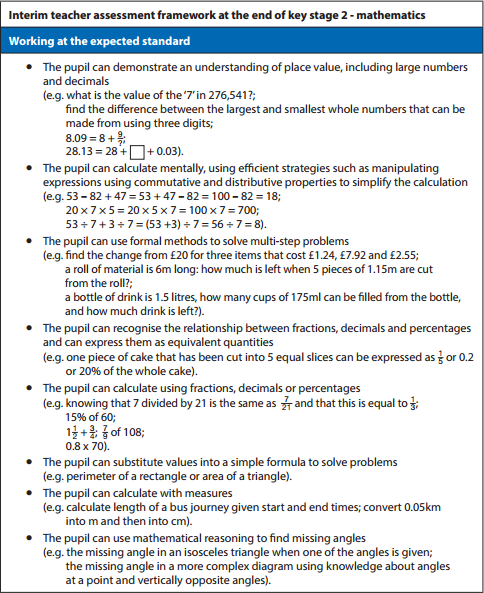 Interim teacher assessment framework at the end of key stage 2 - mathematics
Working at the expected standard
• The pupil can demonstrate an understanding of place value, including large numbers
and decimals
(e.g. what is the value of the ‘7’ in 276,541?;
find the difference between the largest and smallest whole numbers that can be
made from using three digits;
8.09 = 8 + 9/?;
28.13 = 28 + □ + 0.03).
• The pupil can calculate mentally, using efficient strategies such as manipulating
expressions using commutative and distributive properties to simplify the calculation
(e.g. 53 – 82 + 47 = 53 + 47 – 82 = 100 – 82 = 18;
20 × 7 × 5 = 20 × 5 × 7 = 100 × 7 = 700;
53 ÷ 7 + 3 ÷ 7 = (53 +3) ÷ 7 = 56 ÷ 7 = 8).
• The pupil can use formal methods to solve multi-step problems
(e.g. find the change from £20 for three items that cost £1.24, £7.92 and £2.55;
a roll of material is 6m long: how much is left when 5 pieces of 1.15m are cut
from the roll?;
a bottle of drink is 1.5 litres, how many cups of 175ml can be filled from the bottle,
and how much drink is left?).
• The pupil can recognise the relationship between fractions, decimals and percentages
and can express them as equivalent quantities
(e.g. one piece of cake that has been cut into 5 equal slices can be expressed as 1/5 or 0.2
or 20% of the whole cake).
• The pupil can calculate using fractions, decimals or percentages
(e.g. knowing that 7 divided by 21 is the same as 7/21 and that this is equal to 1/3;
15% of 60;
1 1/2 + 3/4; 7/9 of 108;
0.8 x 70).
• The pupil can substitute values into a simple formula to solve problems
(e.g. perimeter of a rectangle or area of a triangle).
• The pupil can calculate with measures
(e.g. calculate length of a bus journey given start and end times; convert 0.05km
into m and then into cm).
• The pupil can use mathematical reasoning to find missing angles
(e.g. the missing angle in an isosceles triangle when one of the angles is given;
the missing angle in a more complex diagram using knowledge about angles
at a point and vertically opposite angles).